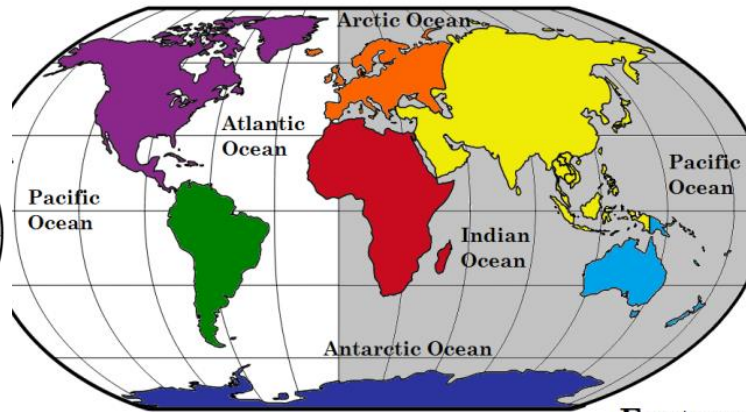 Arctic Ocean
Atlantic
Ocean
Pacific
Ocean
Pacific
Ocean
Indian
Ocean
Antarctic Ocean